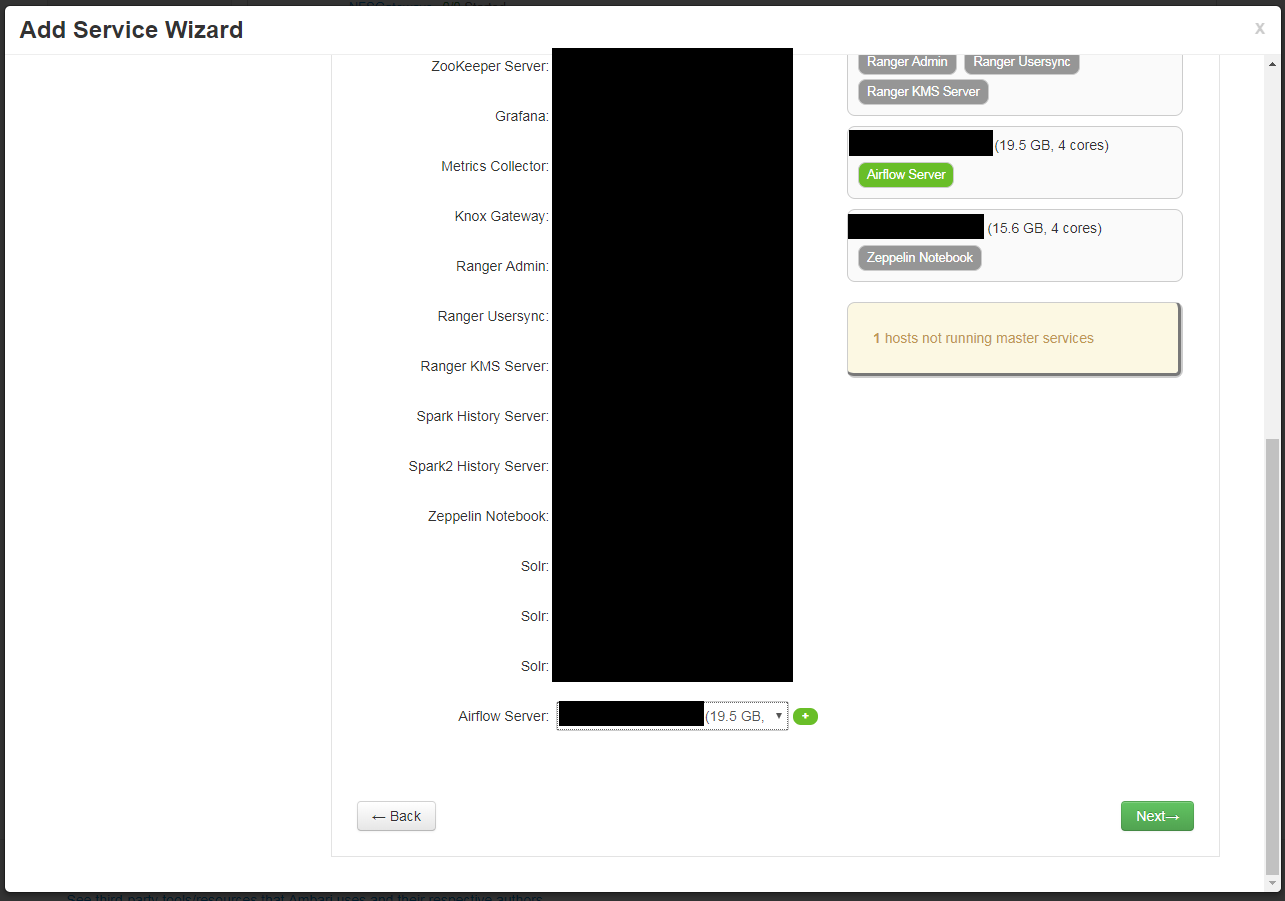 Add Service Wizard
x
ZooKeeper Server:
Grafana:
Metrics Collector:
Knox Gateway:
Ranger Admin:
Ranger Usersync:
Ranger KMS Server:
Spark History Server:
Spark2 History Server:
Zeppelin Notebook:
Solr:
Solr:
Solr:
Airflow Server: (19.5 GB, +
Ranger Admin Ranger Usersync
Ranger KMS Server
(19.5 GB, 4 cores)
Airflow Server
(15.6 GB, 4 cores)
Zeppelin Notebook
1 hosts not running master services
← Back
Next→
See third-party tools/resources that Ambari uses and their respective authors